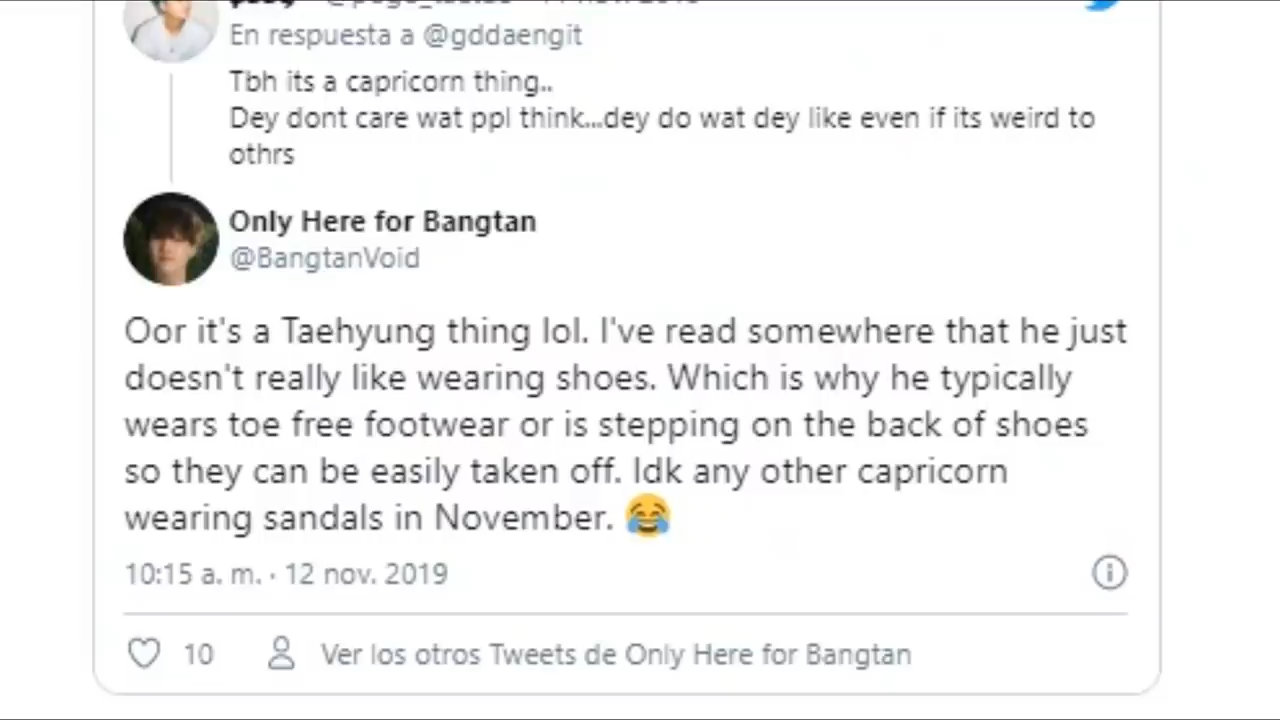 En respuesta a @gddaengit
Tbh its a capricorn thing..
Dey dont care wat ppl think...dey do wat dey like even if its weird to
othrs
Only Here for Bangtan
@BangtanVoid
Oor it's a Taehyung thing lol. I've read somewhere that he just
doesn't really like wearing shoes. Which is why he typically
wears toe free footwear or is stepping on the back of shoes
so they can be easily taken off. Idk any other capricorn
wearing sandals in November. 😂
10:15 a. m. · 12 nov. 2019
10 Ver los otros Tweets de Only Here for Bangtan